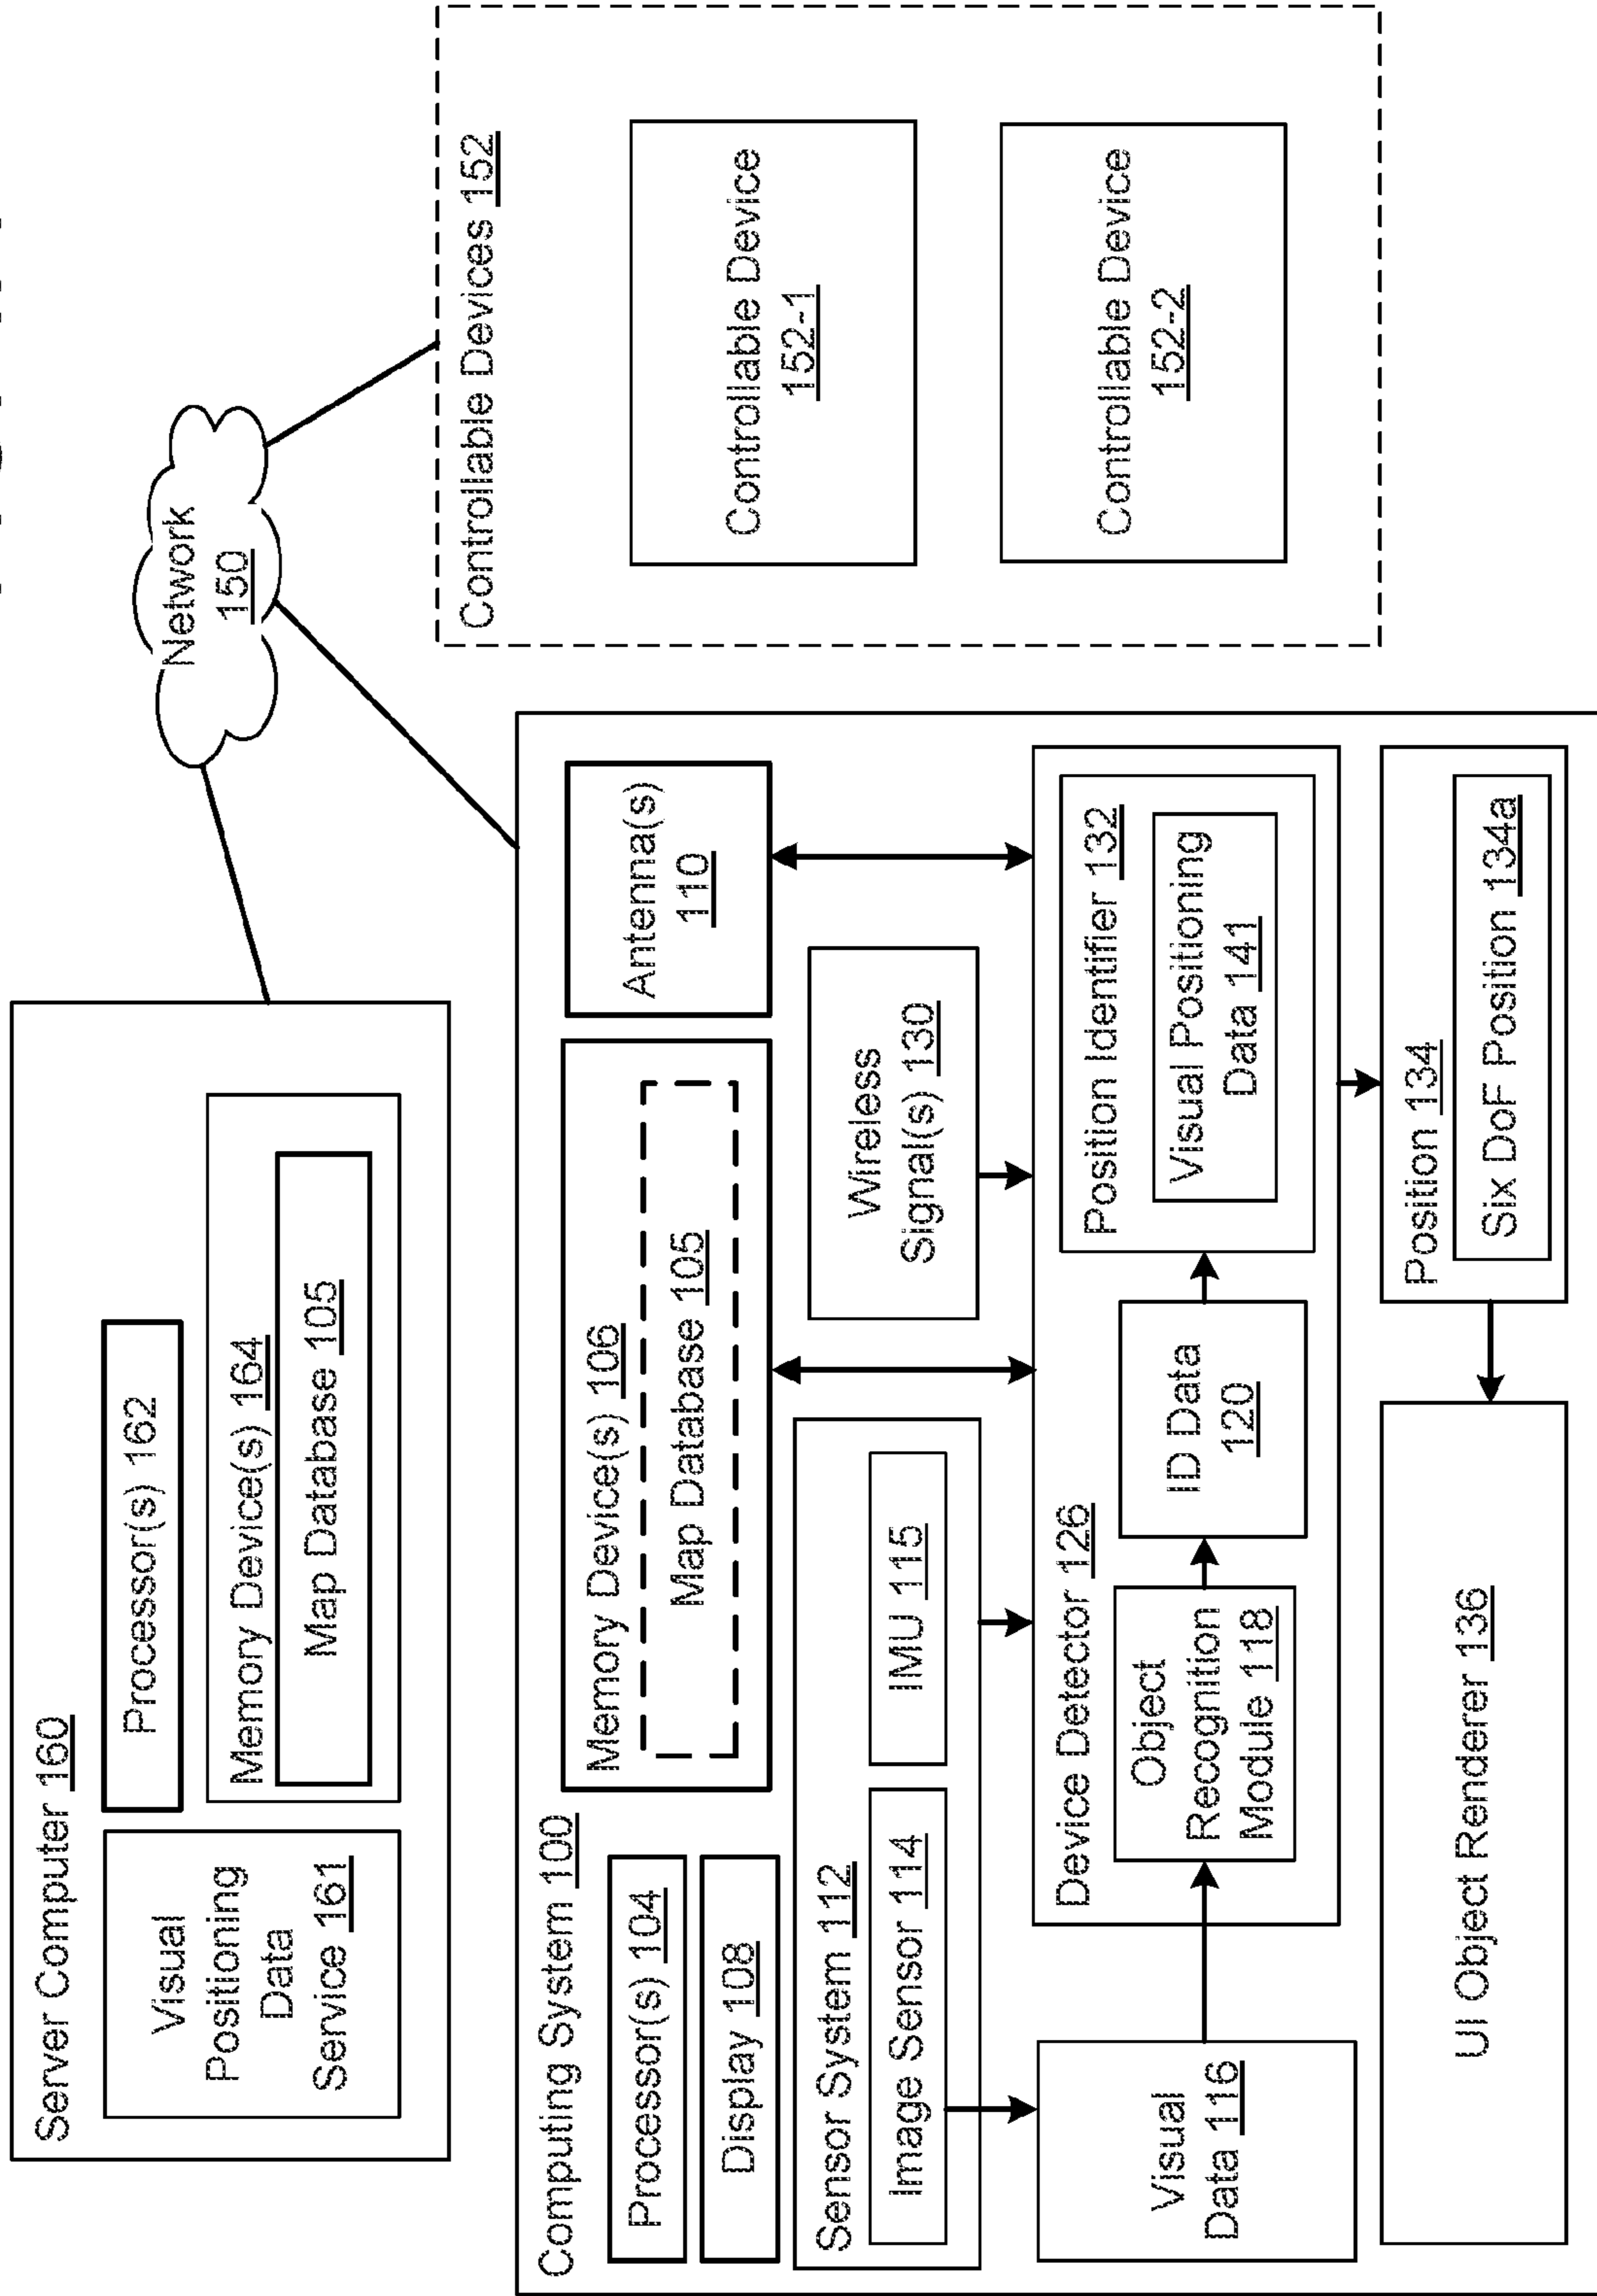 Server Computer 160
Visual
Positioning
Data
Service 161
Processor(s) 162
Memory Device(s) 164
Map Database 105
Network
150
Controllable Devices 152
Controllable Device
152-1
Controllable Device
152-2
Computing System 100
Processor(s) 104
Display 108
Memory Device(s) 106
Map Database 105
Antenna(s)
110
Sensor System 112
Image Sensor 114
IMU 115
Wireless
Signal(s) 130
Visual
Data 116
Device Detector 126
Object
Recognition
Module 118
ID Data
120
Position Identifier 132
Visual Positioning
Data 141
Position 134
Six DoF Position 134a
UI Object Renderer 136